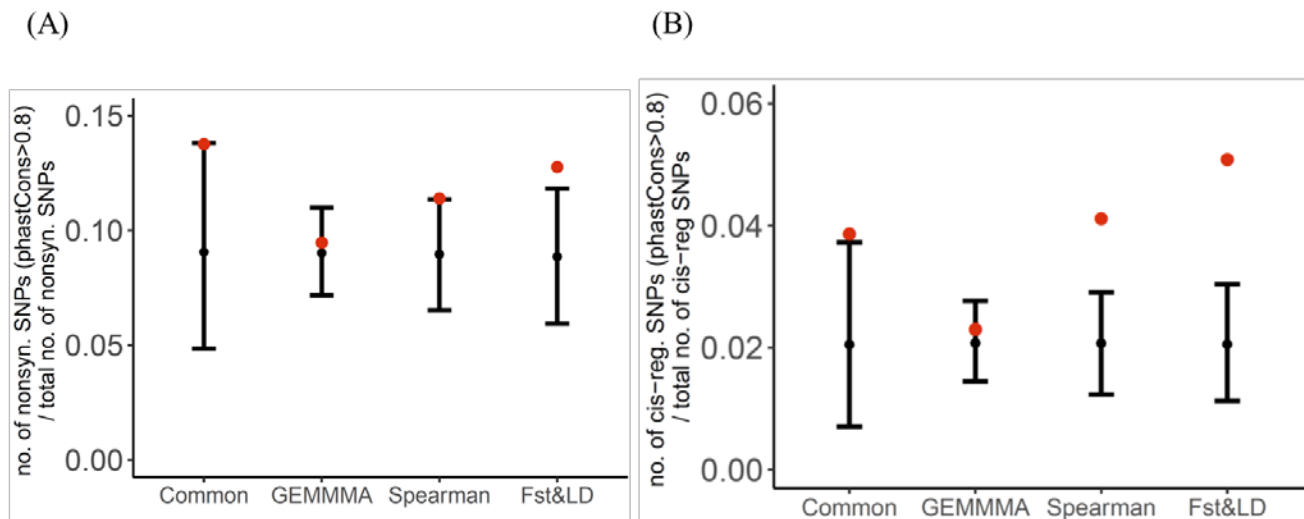 (A)
(B)
no. of nonsyn. SNPs (phastCons>0.8)
/ total no. of nonsyn. SNPs
0.15
0.10
0.05
0.00
Common GEMMMA Spearman Fst&LD
no. of cis−reg. SNPs (phastCons>0.8)
/ total no. of cis−reg SNPs
0.06
0.04
0.02
0.00
Common GEMMMA Spearman Fst&LD